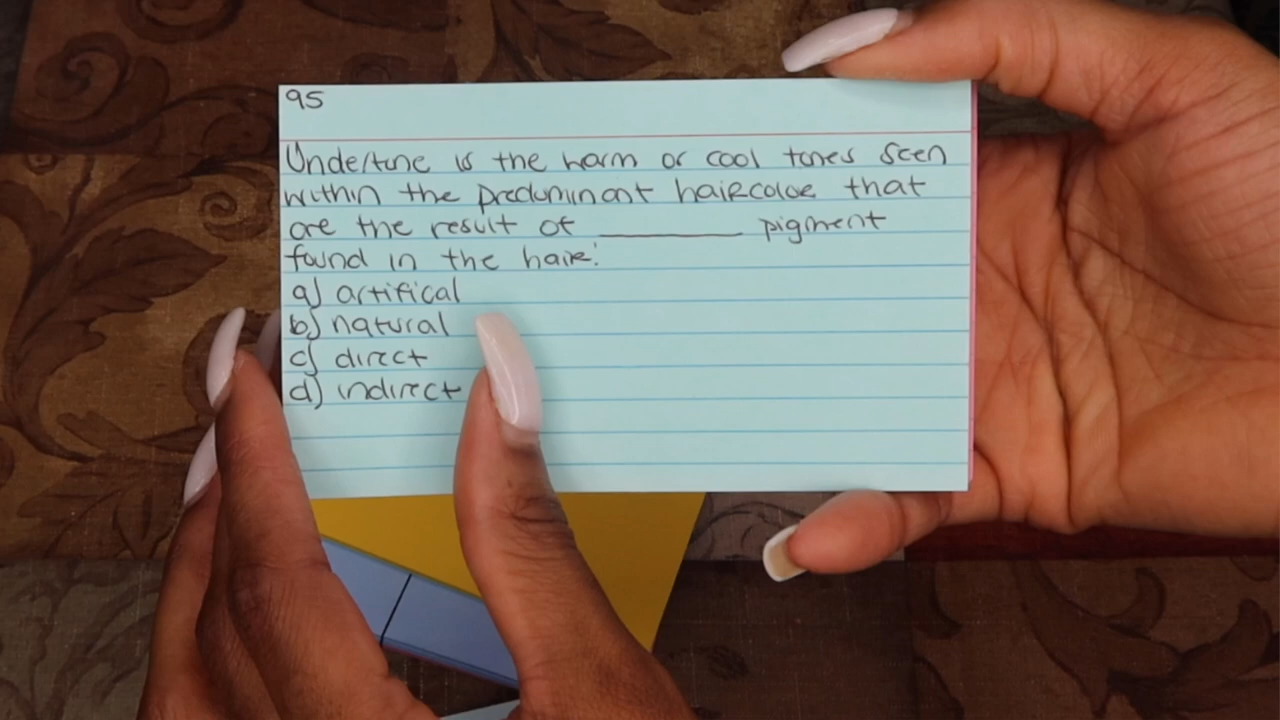 95
Undertone is the warm or cool tones seen
within the predominant haircolor that
are the result of ________ pigment
found in the hair:
a) artifical
b) natural
c) direct
d) indirect